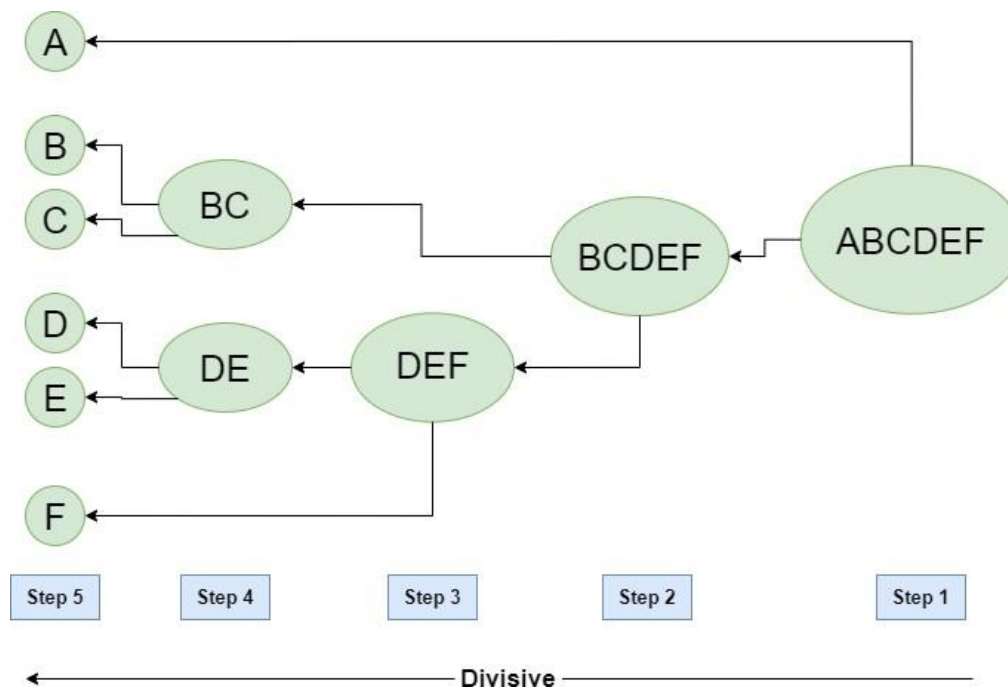 A
B
C
BC
BCDEF
ABCDEF
D
E
DE
DEF
F
Step 5
Step 4
Step 3
Step 2
Step 1
Divisive